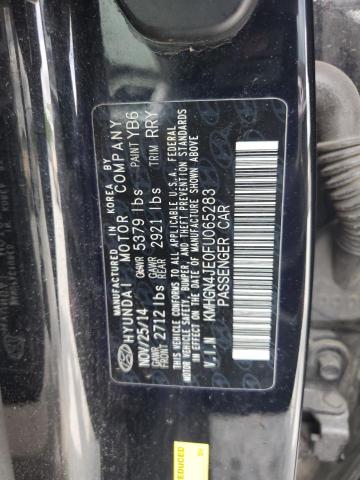 MANUFACTURED IN KOREA
HYUNDAI MOTOR COMPANY
NOV/25/14 GVWR 5379 lbs PAINT YB6
GAWR FRONT 2712 lbs GAWR REAR 2921 lbs TRIM RRY
THIS VEHICLE CONFORMS TO ALL APPLICABLE U.S.A. FEDERAL
MOTOR VEHICLE SAFETY, BUMPER, AND THEFT PREVENTION STANDARDS
IN EFFECT ON THE DATE OF MANUFACTURE SHOWN ABOVE.
V.I.N : KMHGN4JE0FU065283
PASSENGER CAR
REDUCED